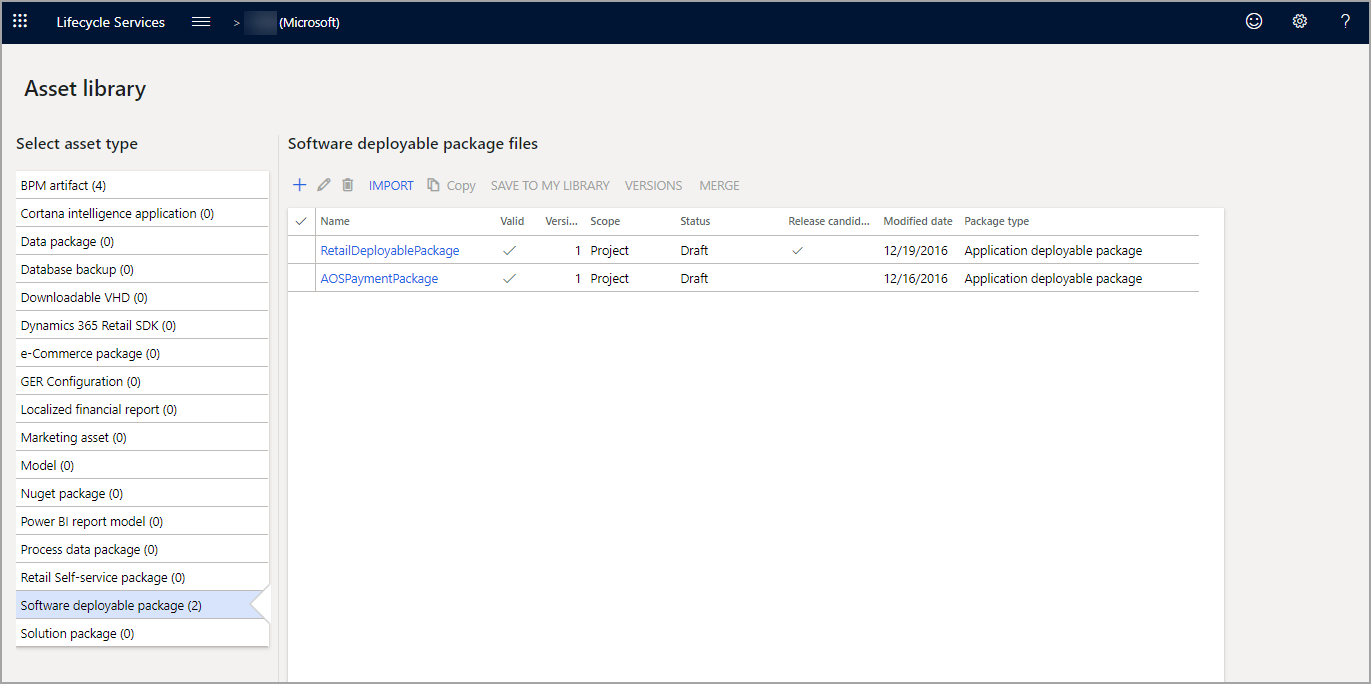 Lifecycle Services > (Microsoft) ?
Asset library
Select asset type
BPM artifact (4)
Cortana intelligence application (0)
Data package (0)
Database backup (0)
Downloadable VHD (0)
Dynamics 365 Retail SDK (0)
e-Commerce package (0)
GER Configuration (0)
Localized financial report (0)
Marketing asset (0)
Model (0)
Nuget package (0)
Power BI report model (0)
Process data package (0)
Retail Self-service package (0)
Software deployable package (2)
Solution package (0)
Software deployable package files
IMPORT Copy SAVE TO MY LIBRARY VERSIONS MERGE
Name Valid Versi... Scope Status Release candid... Modified date Package type
RetailDeployablePackage 1 Project Draft 12/19/2016 Application deployable package
AOSPaymentPackage 1 Project Draft 12/16/2016 Application deployable package